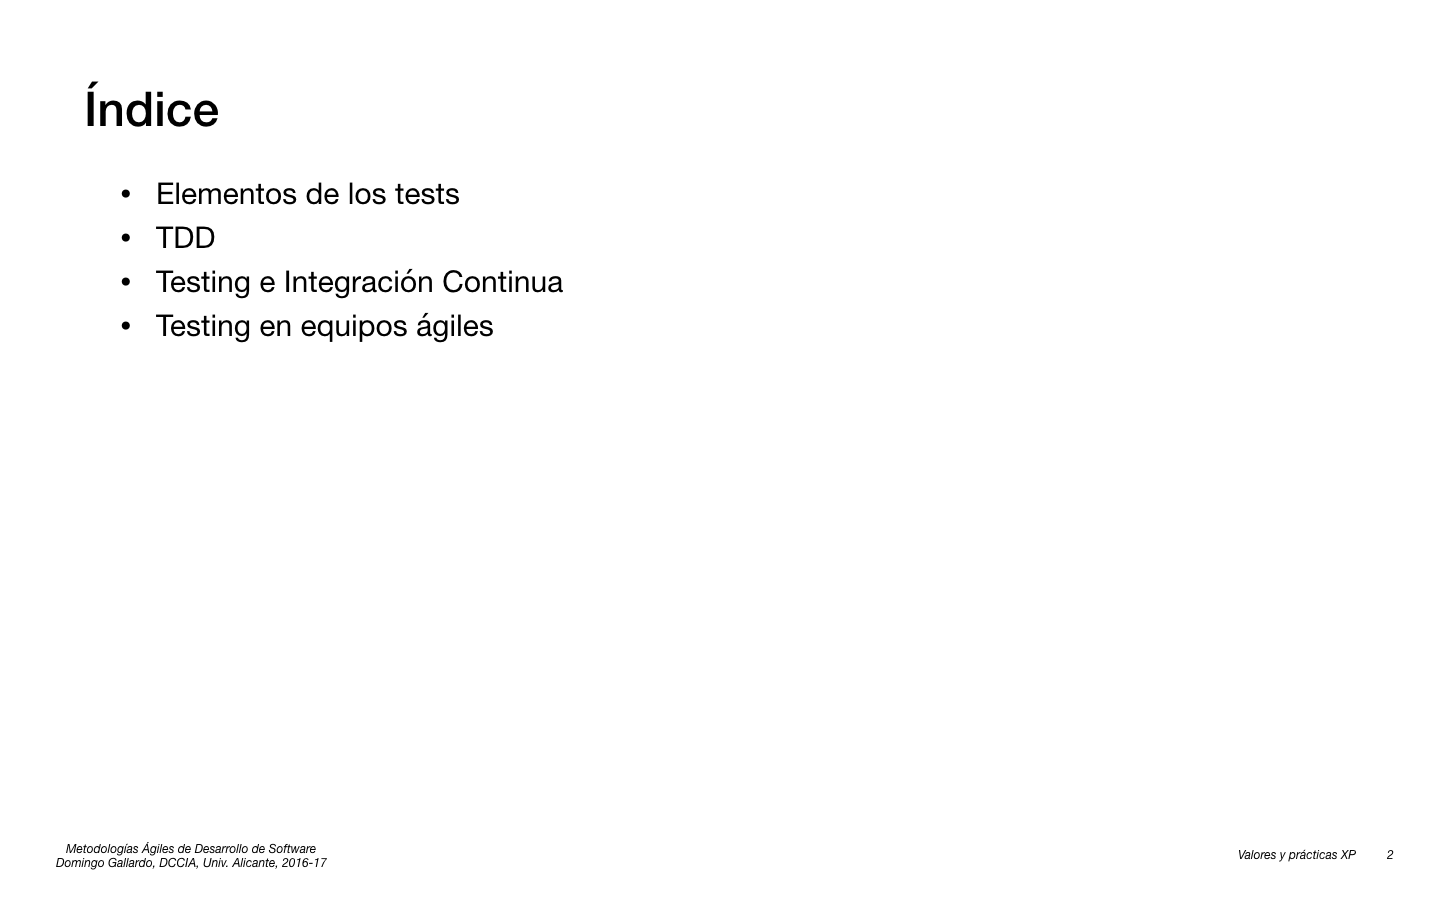 Índice
• Elementos de los tests
• TDD
• Testing e Integración Continua
• Testing en equipos ágiles
Metodologías Ágiles de Desarrollo de Software
Domingo Gallardo, DCCIA, Univ. Alicante, 2016-17
Valores y prácticas XP 2